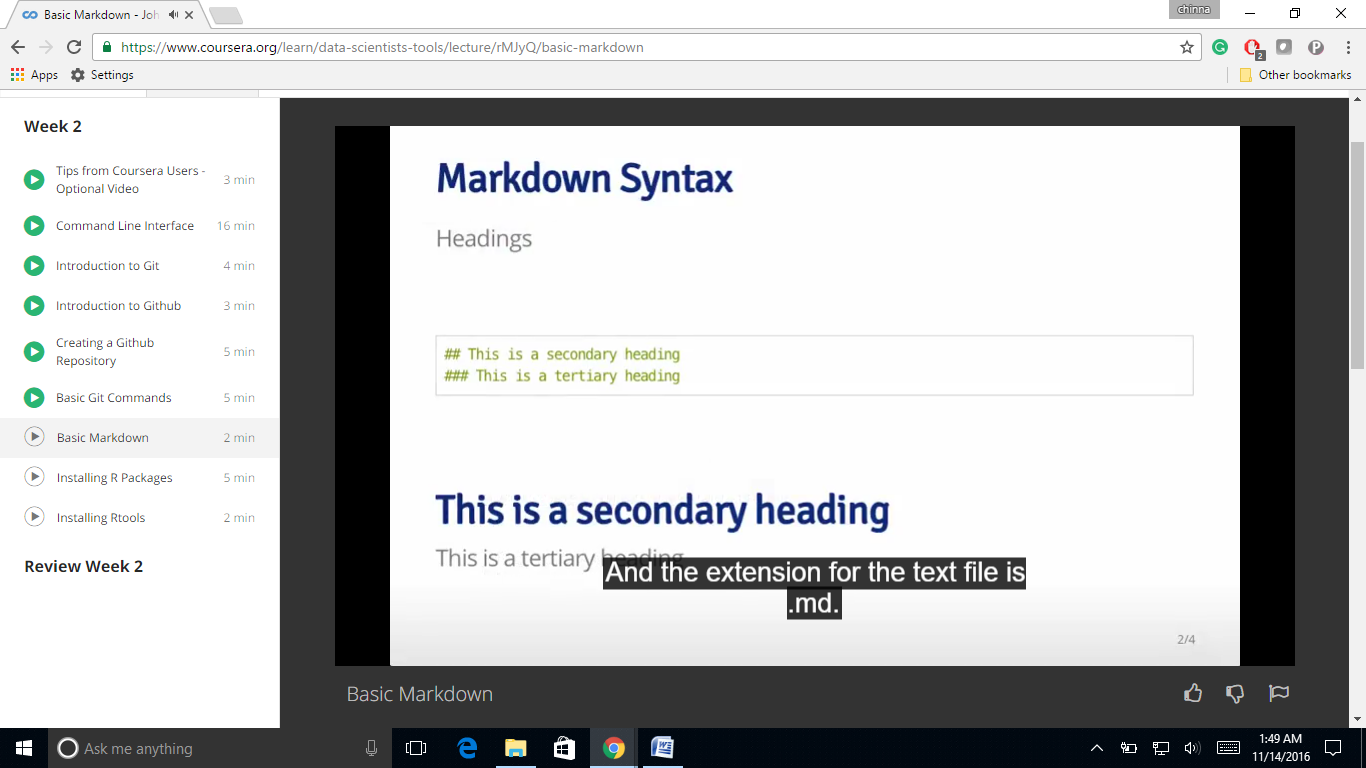 Basic Markdown - Joh
chinna
https://www.coursera.org/learn/data-scientists-tools/lecture/rMJyQ/basic-markdown
2
P
Apps
Settings
Other bookmarks
Week 2
Tips from Coursera Users -
Optional Video
3 min
Command Line Interface
16 min
Introduction to Git
4 min
Introduction to Github
3 min
Creating a Github
Repository
5 min
Basic Git Commands
5 min
Basic Markdown
2 min
Installing R Packages
5 min
Installing Rtools
2 min
Review Week 2
Markdown Syntax
Headings
## This is a secondary heading
### This is a tertiary heading
This is a secondary heading
This is a tertiary heading
And the extension for the text file is
.md.
2/4
Basic Markdown
Ask me anything
1:49 AM
11/14/2016